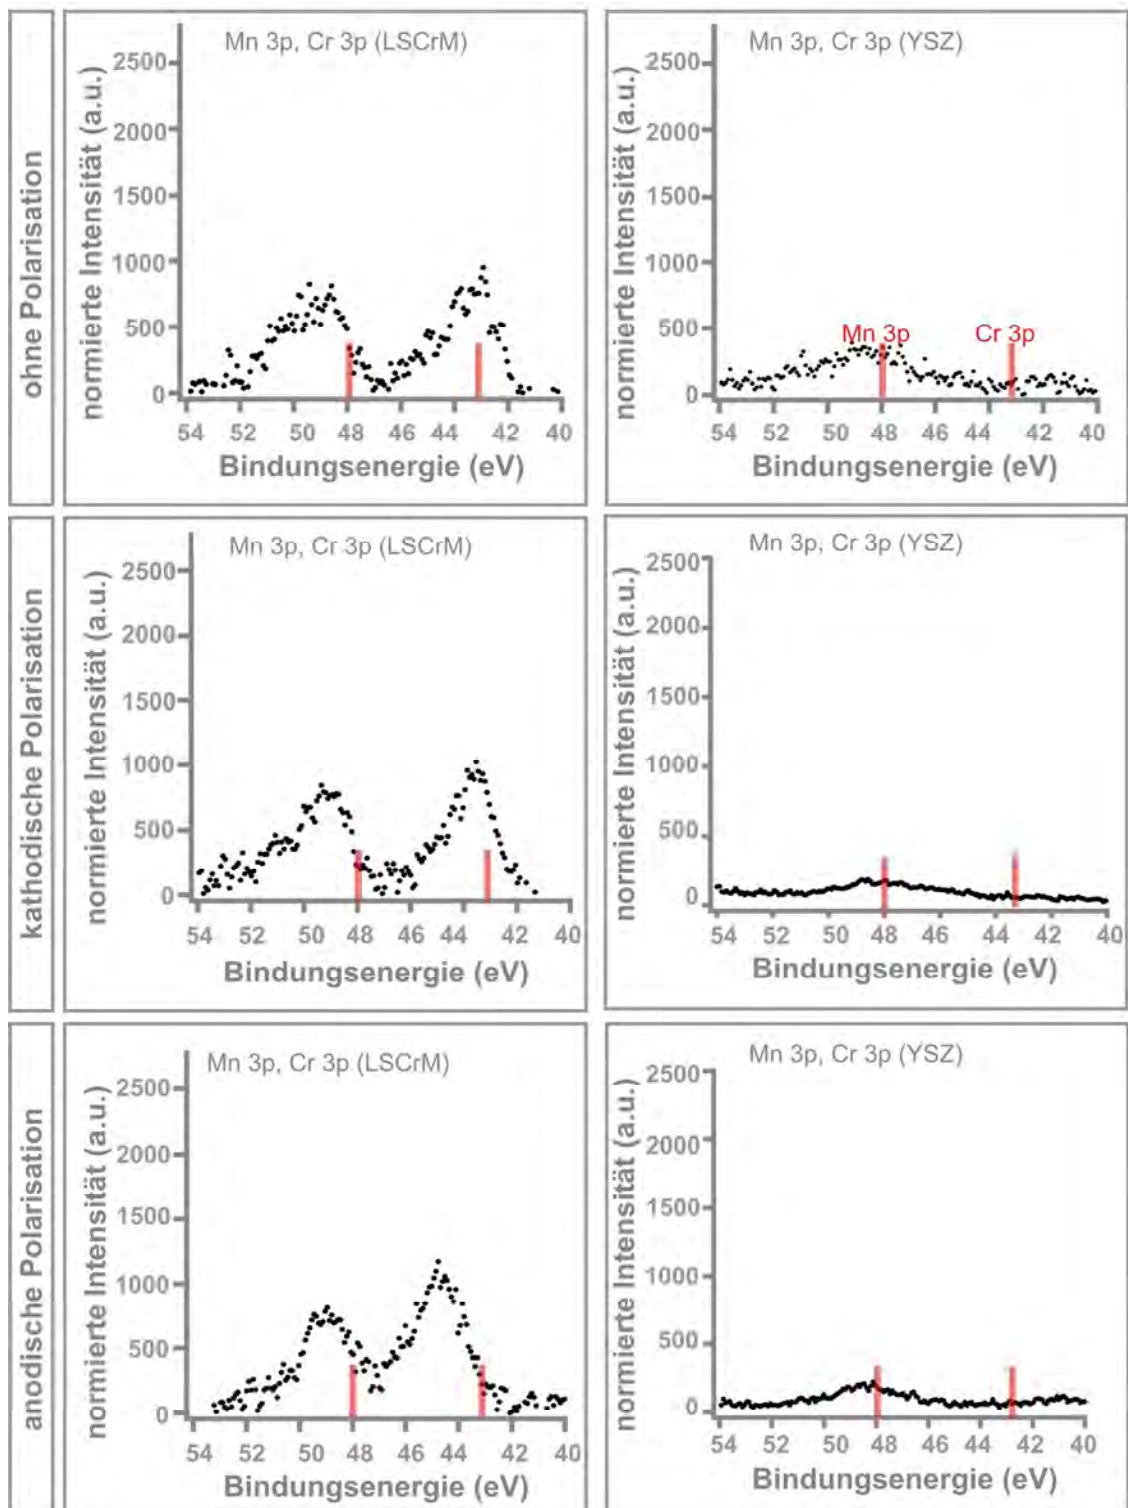 ohne Polarisation
Mn 3p, Cr 3p (LSCrM)
normierte Intensität (a.u.)
2500
2000
1500
1000
500
0
54 52 50 48 46 44 42 40
Bindungsenergie (eV)
Mn 3p, Cr 3p (YSZ)
normierte Intensität (a.u.)
2500
2000
1500
1000
500
0
Mn 3p Cr 3p
54 52 50 48 46 44 42 40
Bindungsenergie (eV)
kathodische Polarisation
Mn 3p, Cr 3p (LSCrM)
normierte Intensität (a.u.)
2500
2000
1500
1000
500
0
54 52 50 48 46 44 42 40
Bindungsenergie (eV)
Mn 3p, Cr 3p (YSZ)
normierte Intensität (a.u.)
2500
2000
1500
1000
500
0
54 52 50 48 46 44 42 40
Bindungsenergie (eV)
anodische Polarisation
Mn 3p, Cr 3p (LSCrM)
normierte Intensität (a.u.)
2500
2000
1500
1000
500
0
54 52 50 48 46 44 42 40
Bindungsenergie (eV)
Mn 3p, Cr 3p (YSZ)
normierte Intensität (a.u.)
2500
2000
1500
1000
500
0
54 52 50 48 46 44 42 40
Bindungsenergie (eV)